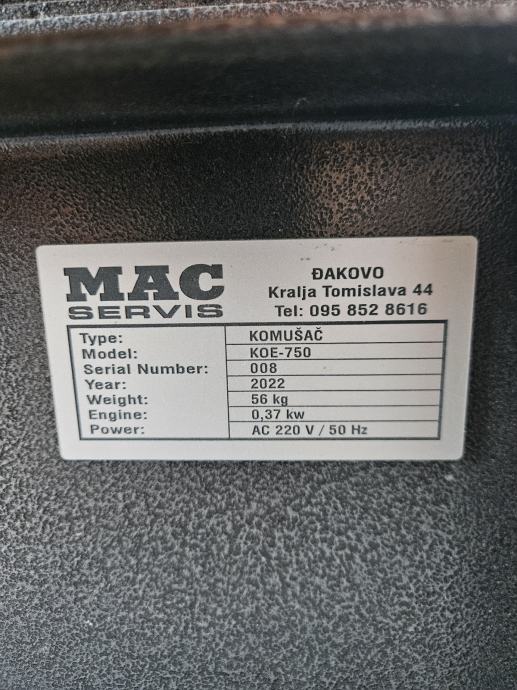 MAC
SERVIS
ĐAKOVO
Kralja Tomislava 44
Tel: 095 852 8616
Type: KOMUŠAČ
Model: KOE-750
Serial Number: 008
Year: 2022
Weight: 56 kg
Engine: 0,37 kw
Power: AC 220 V / 50 Hz